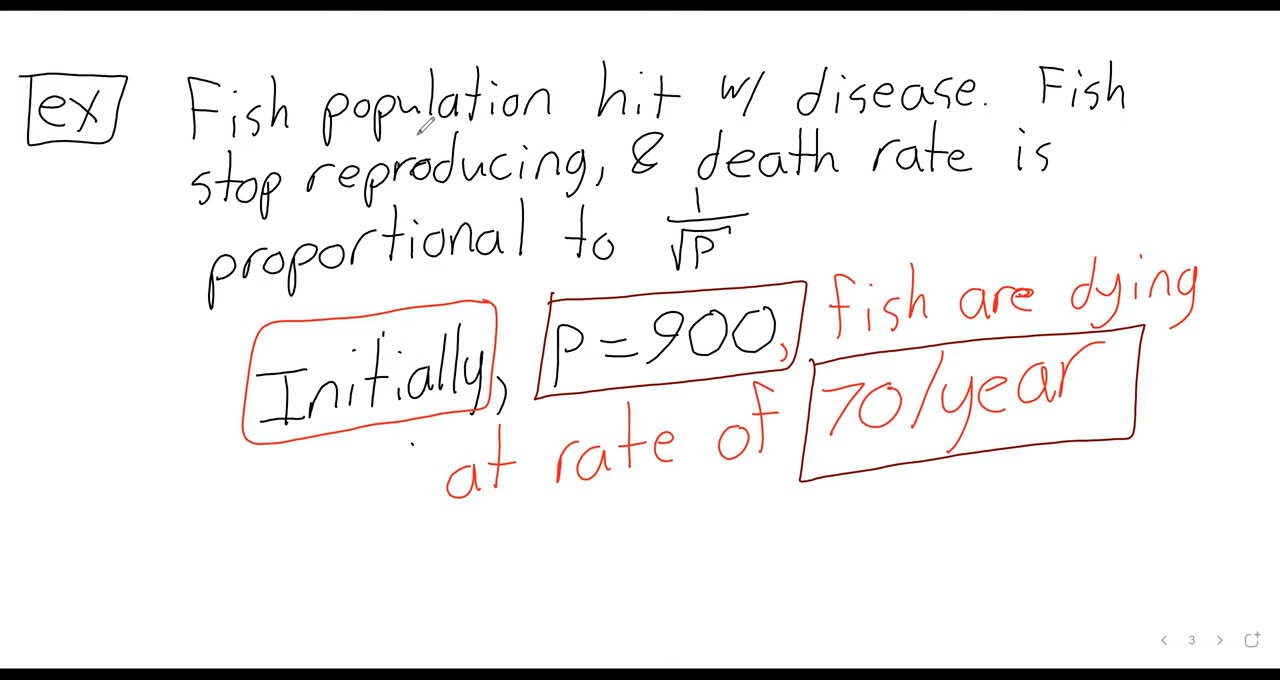 ex Fish population hit w/ disease. Fish
stop reproducing, & death rate is
proportional to 1/√P
Initially, P = 900, fish are dying
at rate of 70/year
< 3 >